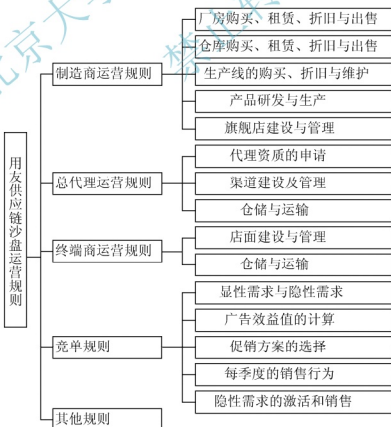 用友供应链沙盘运营规则
制造商运营规则
厂房购买、租赁、折旧与出售
仓库购买、租赁、折旧与出售
生产线的购买、折旧与维护
产品研发与生产
旗舰店建设与管理
总代理运营规则
代理资质的申请
渠道建设及管理
仓储与运输
终端商运营规则
店面建设与管理
仓储与运输
竞单规则
显性需求与隐性需求
广告效益值的计算
促销方案的选择
每季度的销售行为
隐性需求的激活和销售
其他规则